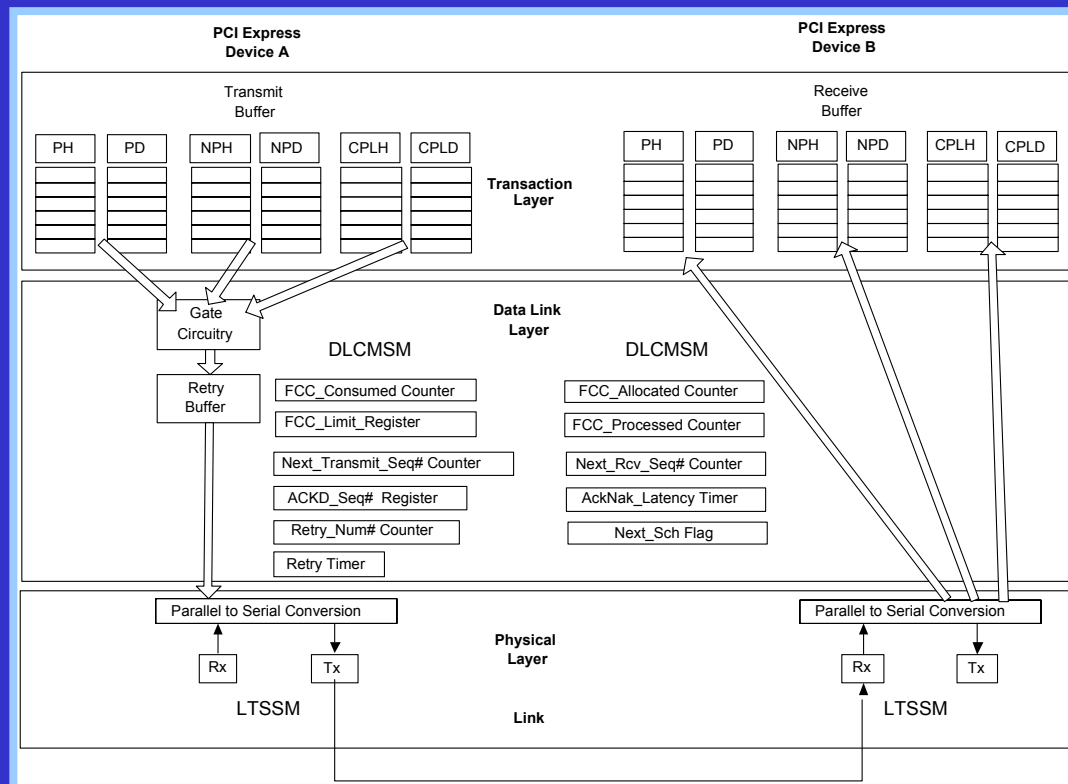 PCI Express
Device A
PCI Express
Device B
Transmit
Buffer
Receive
Buffer
PH
PD
NPH
NPD
CPLH
CPLD
PH
PD
NPH
NPD
CPLH
CPLD
Transaction
Layer
Gate
Circuitry
Data Link
Layer
DLCMSM
DLCMSM
Retry
Buffer
FCC_Consumed Counter
FCC_Limit_Register
Next_Transmit_Seq# Counter
ACKD_Seq# Register
Retry_Num# Counter
Retry Timer
FCC_Allocated Counter
FCC_Processed Counter
Next_Rcv_Seq# Counter
AckNak_Latency Timer
Next_Sch Flag
Parallel to Serial Conversion
Parallel to Serial Conversion
Physical
Layer
Rx
Tx
Rx
Tx
LTSSM
LTSSM
Link